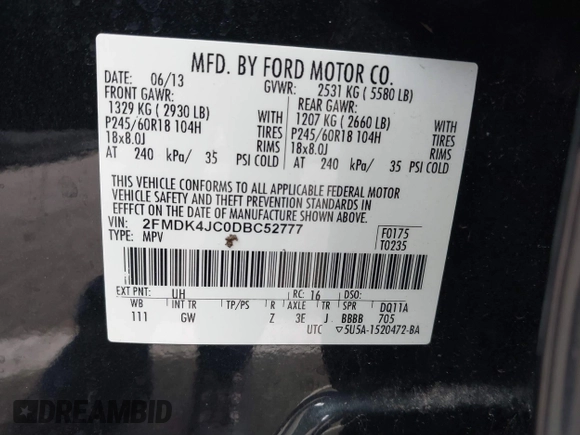 MFD. BY FORD MOTOR CO.
DATE: 06/13 GVWR: 2531 KG ( 5580 LB)
FRONT GAWR: REAR GAWR:
1329 KG ( 2930 LB) WITH 1207 KG ( 2660 LB) WITH
P245/60R18 104H TIRES P245/60R18 104H TIRES
18x8.0J RIMS 18x8.0J RIMS
AT 240 kPa/ 35 PSI COLD AT 240 kPa/ 35 PSI COLD
THIS VEHICLE CONFORMS TO ALL APPLICABLE FEDERAL MOTOR
VEHICLE SAFETY AND THEFT PREVENTION STANDARDS IN
EFFECT ON THE DATE OF MANUFACTURE SHOWN ABOVE.
VIN: 2FMDK4JC0DBC52777 F0175
TYPE: MPV T0235
EXT PNT: UH RC: 16 DSO:
WB INT TR TP/PS R AXLE TR SPR DQ11A
111 GW Z 3E J BBBB 705
UTC ▽5U5A-1520472-BA
DREAMBID